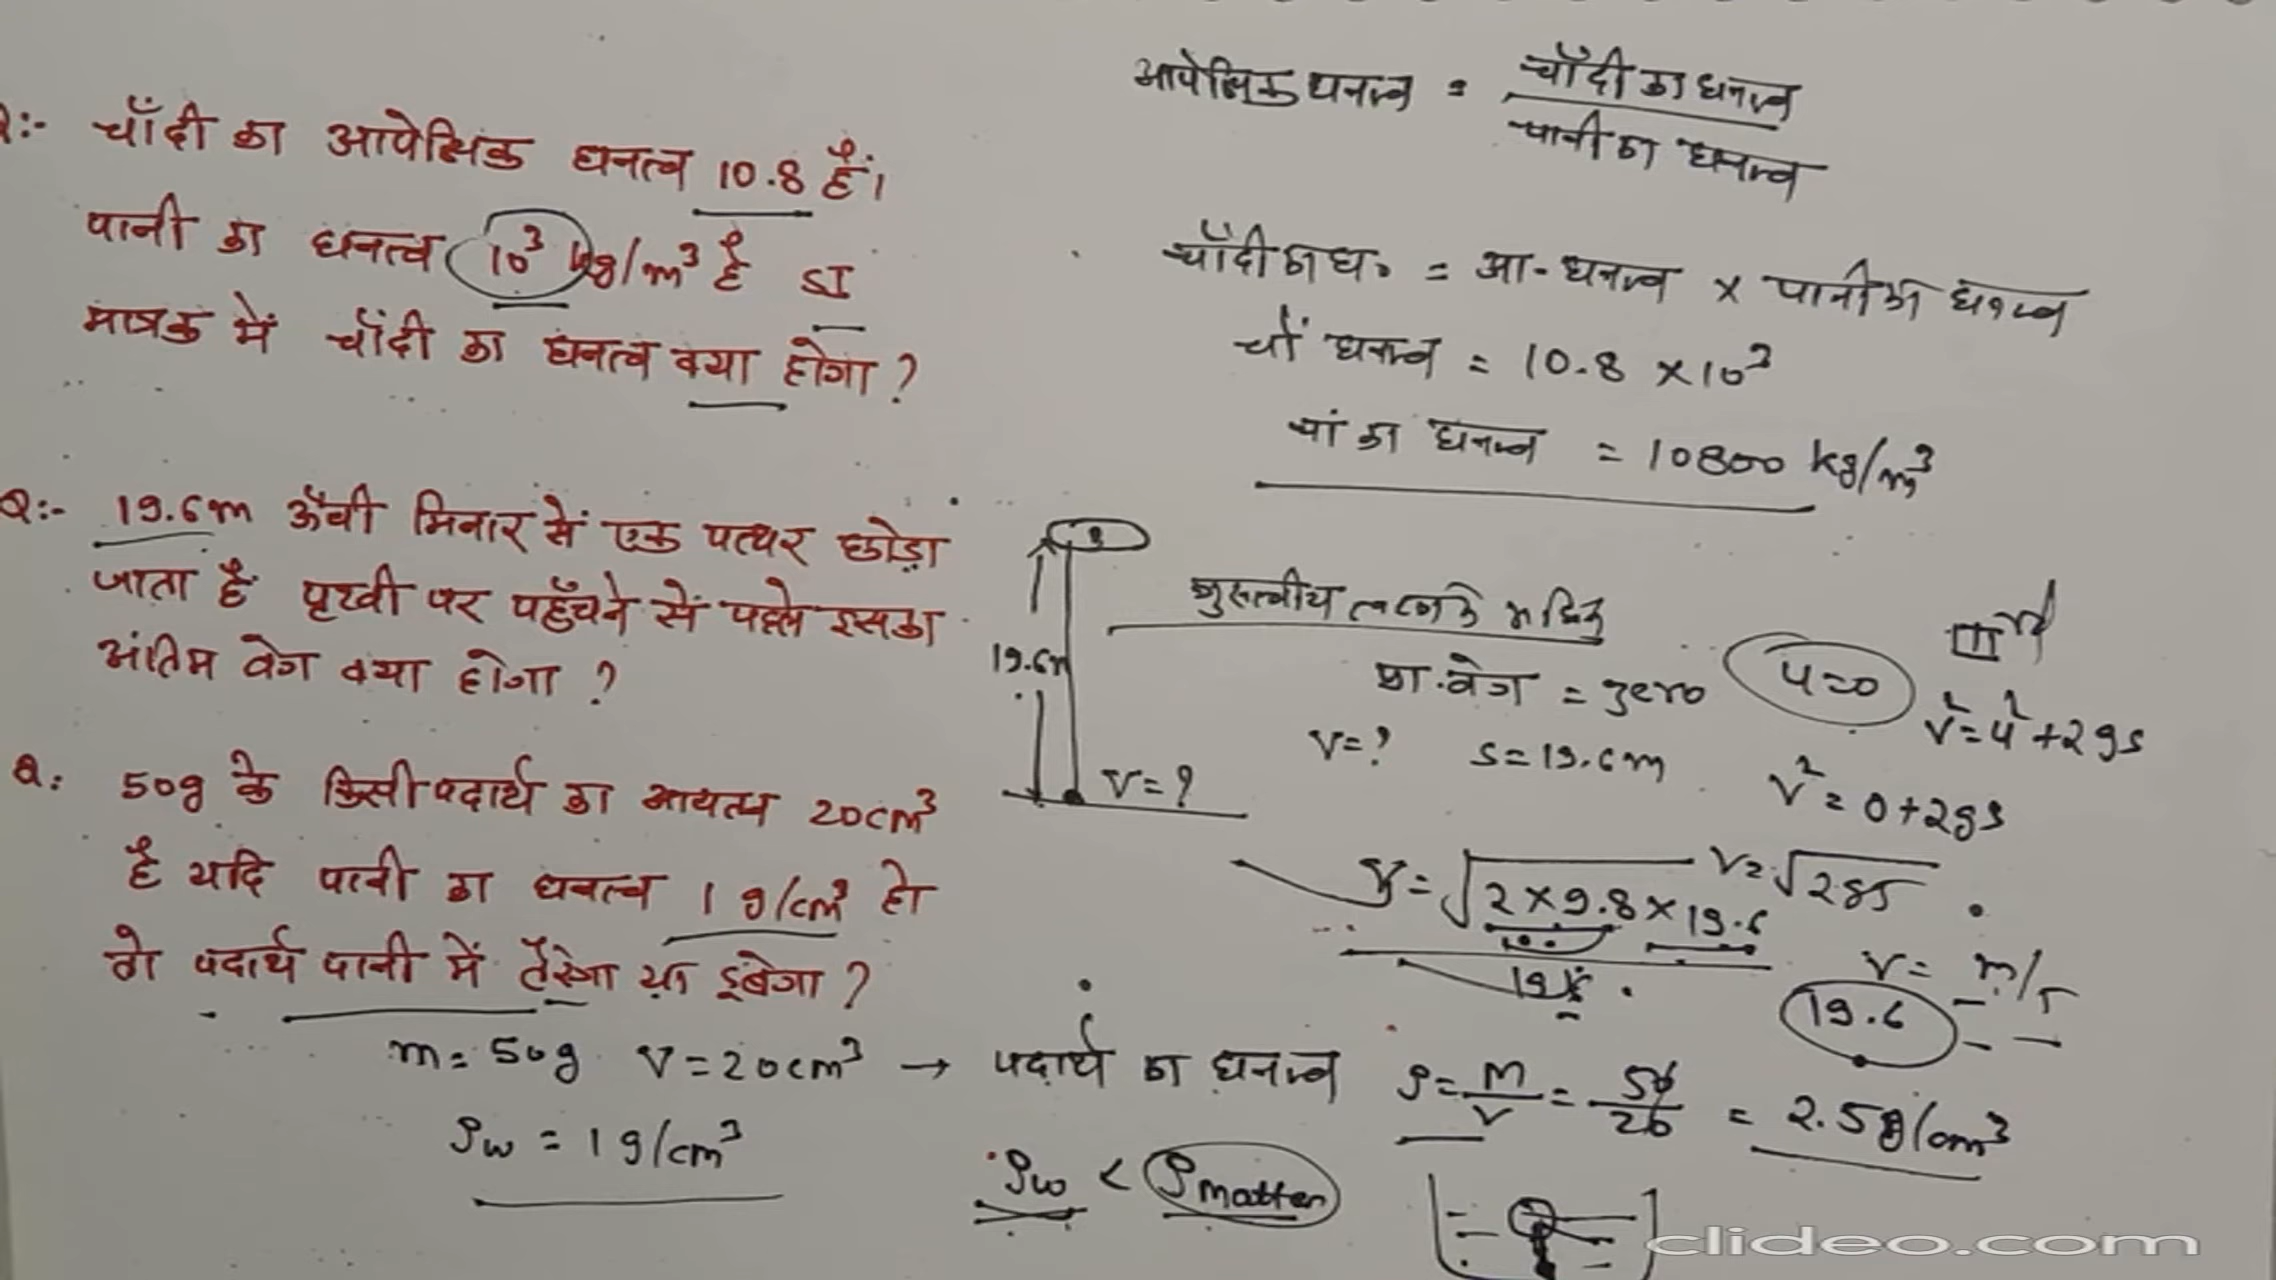 चाँदी का आपेक्षिक घनत्व 10.8 है।
पानी का घनत्व 10³ kg/m³ है SI
मात्रक में चाँदी का घनत्व क्या होगा ?
आपेक्षिक घनत्व = चाँदी का घनत्व
पानी का घनत्व
चाँदी का घ० = आ-घनत्व × पानी का घनत्व
चाँ घनत्व = 10.8 × 10³
चां का घनत्व = 10800 kg/m³
Q:- 19.6m ऊँची मिनार सें एक पत्थर छोड़ा
जाता है पृथ्वी पर पहुँचने सें पहले इसका
अंतिम वेग क्या होगा ?
19.6m
V = ?
गुरुत्वीय
प्रा.वेग = zero u=0
V=? s=19.6m
v²=u²+2gs
v²=0+2gs
v=√2gs
v=√2×9.8×19.6
19.6
v= m/s
19.6
Q: 50g के किसी पदार्थ का आयतन 20cm³
है यदि पानी का घनत्व 1 g/cm³ हो
तो पदार्थ पानी में तैरेगा या डूबेगा ?
m= 50g V=20cm³ → पदार्थ का घनत्व ρ=M/V=50/20 = 2.5g/cm³
ρw = 1 g/cm³
ρw < ρmatter
clideo.com